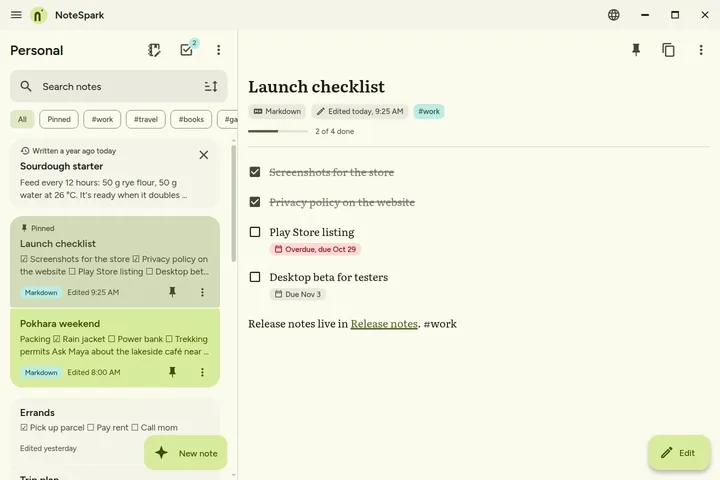 NoteSpark
Personal
2
Search notes
All
Pinned
#work
#travel
#books
#ga
Written a year ago today
Sourdough starter
Feed every 12 hours: 50 g rye flour, 50 g
water at 26 °C. It's ready when it doubles ...
Pinned
Launch checklist
☑ Screenshots for the store ☑ Privacy policy on
the website ☐ Play Store listing ☐ Desktop bet...
Markdown Edited 9:25 AM
Pokhara weekend
Packing ☑ Rain jacket ☐ Power bank ☐ Trekking
permits Ask Maya about the lakeside café near ...
Markdown Edited 8:00 AM
Errands
☑ Pick up parcel ☐ Pay rent ☐ Call mom
Edited yesterday
New note
Trip plan
Launch checklist
Markdown Edited today, 9:25 AM #work
2 of 4 done
Screenshots for the store
Privacy policy on the website
Play Store listing
Overdue, due Oct 29
Desktop beta for testers
Due Nov 3
Release notes live in Release notes. #work
Edit